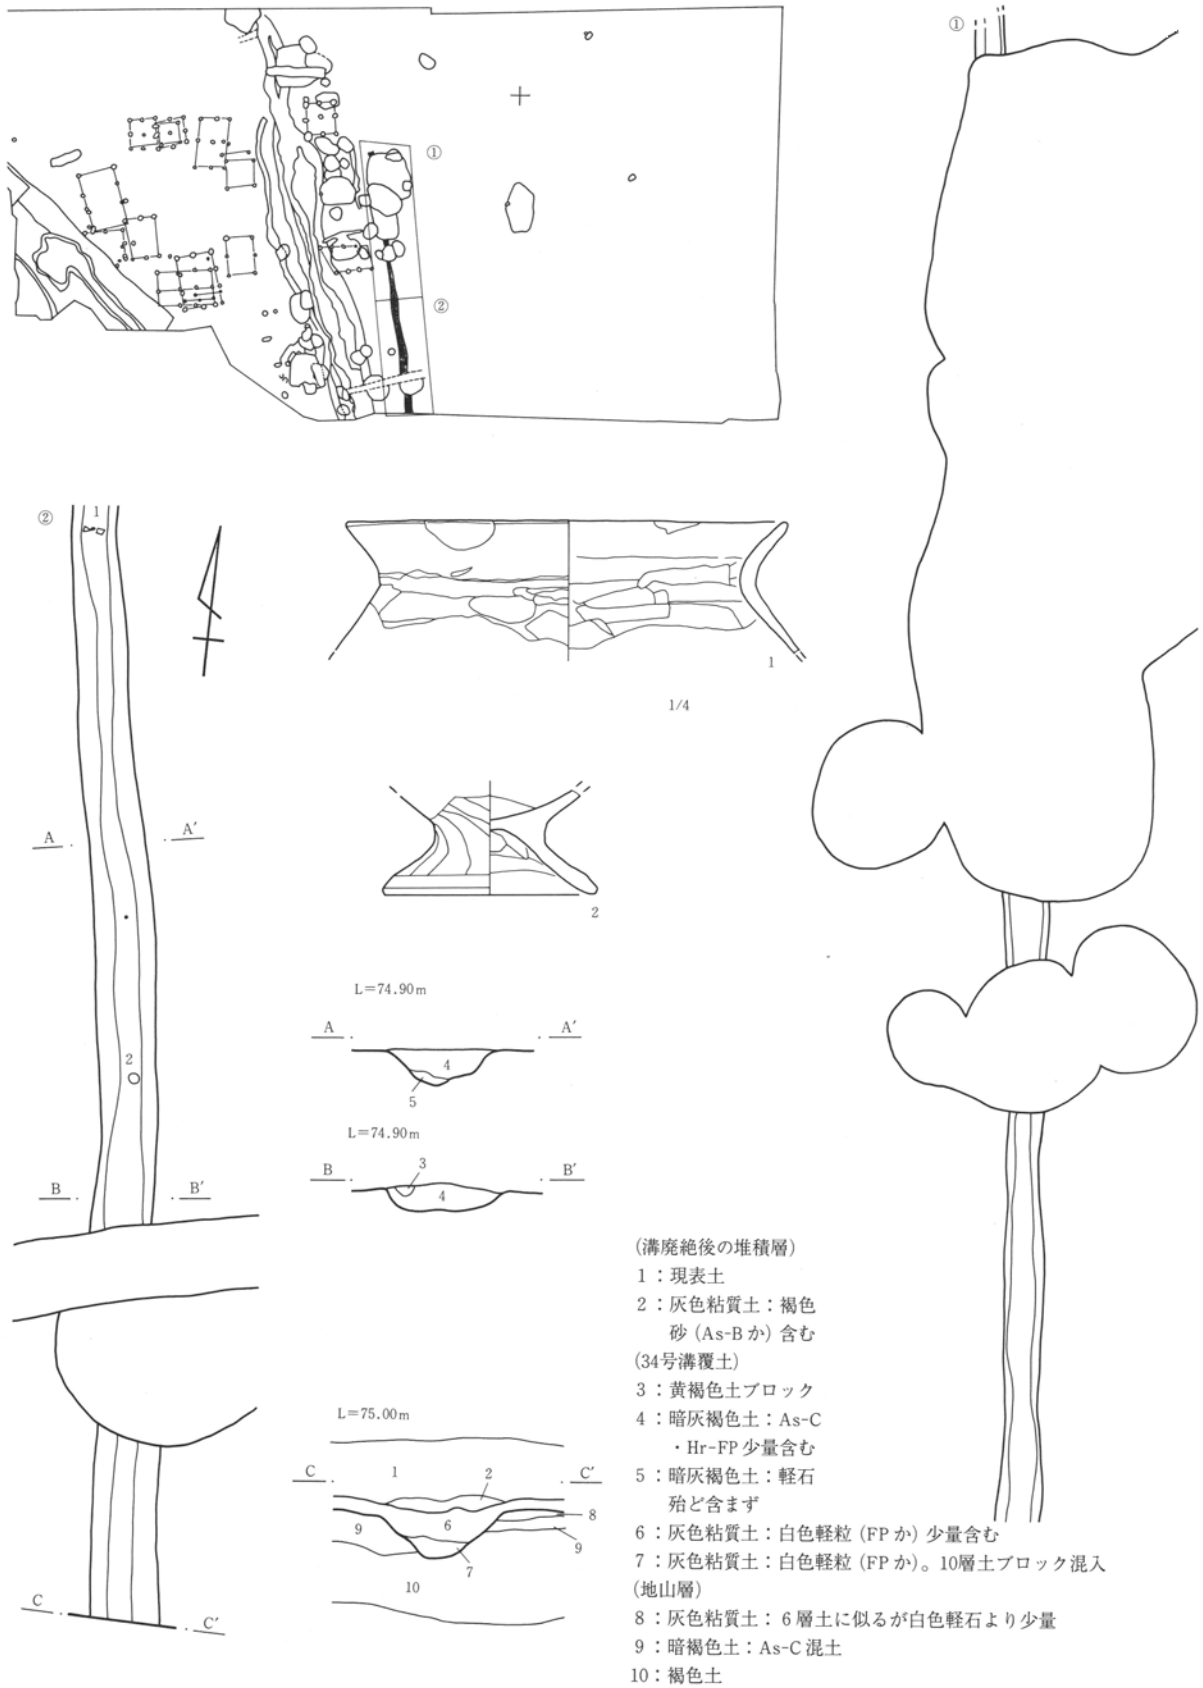 ①
①
②
②
1
1
1/4
A
A′
2
2
L=74.90m
A
A′
4
5
L=74.90m
B
B′
3
4
B
B′
L=75.00m
C
C′
1
2
6
8
9
9
7
10
C
C′
(溝廃絶後の堆積層)
1：現表土
2：灰色粘質土：褐色
砂 (As-Bか) 含む
(34号溝覆土)
3：黄褐色土ブロック
4：暗灰褐色土：As-C
・Hr-FP 少量含む
5：暗灰褐色土：軽石
殆ど含まず
6：灰色粘質土：白色軽粒 (FPか) 少量含む
7：灰色粘質土：白色軽粒 (FPか)。10層土ブロック混入
(地山層)
8：灰色粘質土：6層土に似るが白色軽石より少量
9：暗褐色土：As-C 混土
10：褐色土